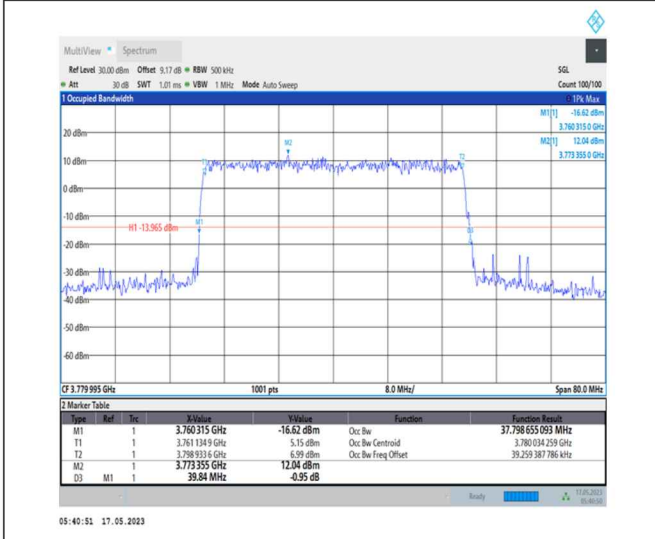 MultiView Spectrum
Ref Level 30.00 dBm Offset 9.17 dB RBW 500 kHz SGL
Att 30 dB SWT 1.01 ms VBW 1 MHz Mode Auto Sweep Count 100/100
1 Occupied Bandwidth 1Pk Max
M1[1] -16.62 dBm
3.760 315 0 GHz
M2[1] 12.04 dBm
3.773 355 0 GHz
20 dBm
M2
T1 T2
10 dBm
0 dBm
-10 dBm
M1
H1 -13.965 dBm
D3
-20 dBm
-30 dBm
-40 dBm
-50 dBm
-60 dBm
CF 3.779 995 GHz 1001 pts 8.0 MHz/ Span 80.0 MHz
2 Marker Table
Type Ref Trc X-Value Y-Value Function Function Result
M1 1 3.760 315 GHz -16.62 dBm Occ Bw 37.798 655 093 MHz
T1 1 3.761 134 9 GHz 5.15 dBm Occ Bw Centroid 3.780 034 259 GHz
T2 1 3.798 933 6 GHz 6.99 dBm Occ Bw Freq Offset 39.259 387 786 kHz
M2 1 3.773 355 GHz 12.04 dBm
D3 M1 1 39.84 MHz -0.95 dB
Ready 17.05.2023
05:40:50
05:40:51 17.05.2023